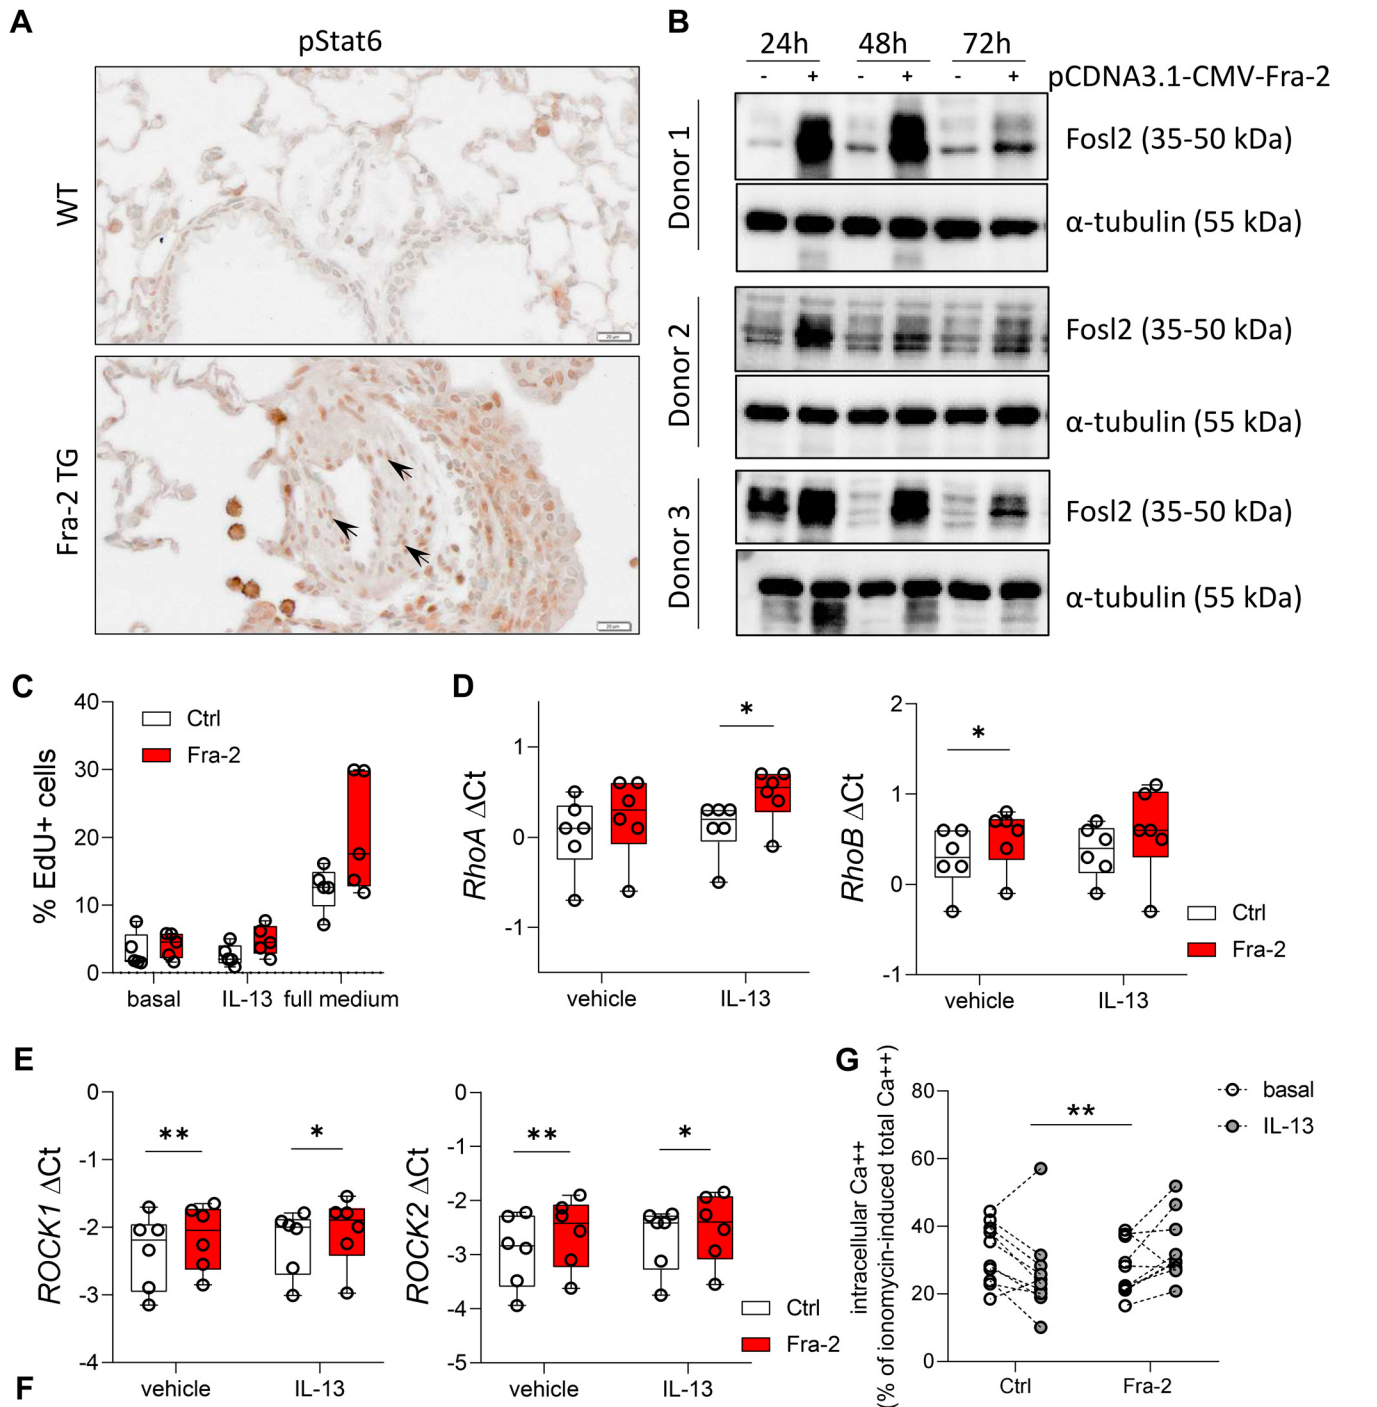 A
pStat6
WT
20 μm
Fra-2 TG
20 μm
B
24h 48h 72h
- + - + - + pCDNA3.1-CMV-Fra-2
Donor 1
Fosl2 (35-50 kDa)
α-tubulin (55 kDa)
Donor 2
Fosl2 (35-50 kDa)
α-tubulin (55 kDa)
Donor 3
Fosl2 (35-50 kDa)
α-tubulin (55 kDa)
C
% EdU+ cells
40
30
20
10
0
Ctrl
Fra-2
basal IL-13 full medium
D
RhoA ΔCt
1
0
-1
*
vehicle IL-13
RhoB ΔCt
2
1
0
-1
*
vehicle IL-13
Ctrl
Fra-2
E
ROCK1 ΔCt
0
-1
-2
-3
-4
** *
vehicle IL-13
ROCK2 ΔCt
0
-1
-2
-3
-4
-5
** *
vehicle IL-13
Ctrl
Fra-2
F
G
intracellular Ca++
(% of ionomycin-induced total Ca++)
80
60
40
20
0
**
basal
IL-13
Ctrl Fra-2